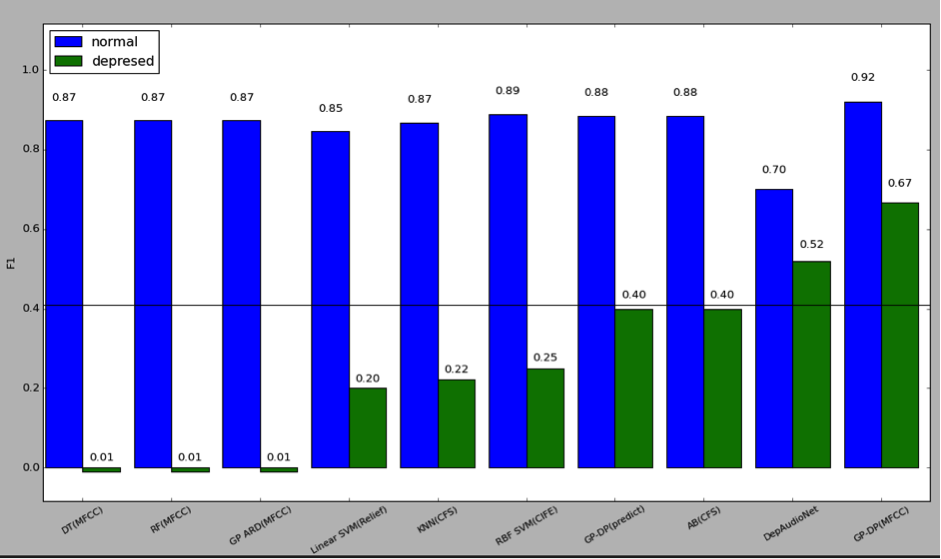 normal
depresed
F1
1.0
0.8
0.6
0.4
0.2
0.0
0.87
0.01
0.87
0.01
0.87
0.01
0.85
0.20
0.87
0.22
0.89
0.25
0.88
0.40
0.88
0.40
0.70
0.52
0.92
0.67
DT(MFCC)
RF(MFCC)
GP ARD(MFCC)
Linear SVM(Relief)
KNN(CFS)
RBF SVM(CIFE)
GP-DP(predict)
AB(CFS)
DepAudioNet
GP-DP(MFCC)